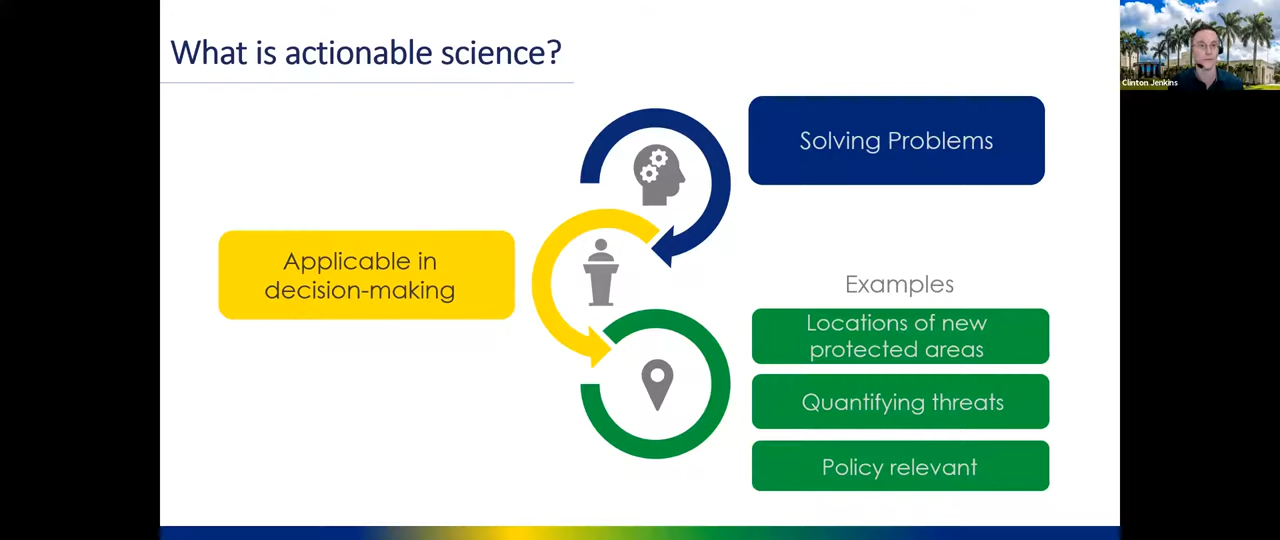 What is actionable science?
Clinton Jenkins
Solving Problems
Applicable in
decision-making
Examples
Locations of new
protected areas
Quantifying threats
Policy relevant